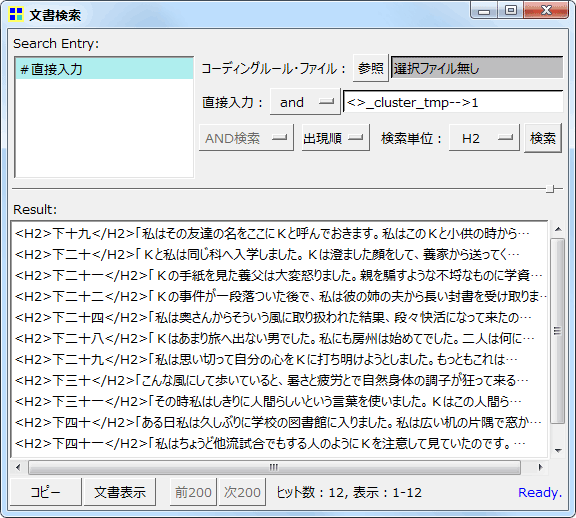 文書検索
Search Entry:
#直接入力
コーディングルール・ファイル： 参照 選択ファイル無し
直接入力： and <>_cluster_tmp-->1
AND検索 出現順 検索単位： H2 検索
Result:
<H2>下十九</H2>「私はその友達の名をここにＫと呼んでおきます。私はこのＫと小供の時から…
<H2>下二十</H2>「Ｋと私は同じ科へ入学しました。Ｋは澄ました顔をして、養家から送ってく…
<H2>下二十一</H2>「Ｋの手紙を見た養父は大変怒りました。親を騙すような不埒なものに学資…
<H2>下二十二</H2>「Ｋの事件が一段落ついた後で、私は彼の姉の夫から長い封書を受け取りま…
<H2>下二十四</H2>「私は奥さんからそういう風に取り扱われた結果、段々快活になって来たの…
<H2>下二十八</H2>「Ｋはあまり旅へ出ない男でした。私にも房州は始めてでした。二人は何に…
<H2>下二十九</H2>「私は思い切って自分の心をＫに打ち明けようとしました。もっともこれは…
<H2>下三十</H2>「こんな風にして歩いていると、暑さと疲労とで自然身体の調子が狂って来る…
<H2>下三十一</H2>「その時私はしきりに人間らしいという言葉を使いました。Ｋはこの人間ら…
<H2>下四十</H2>「ある日私は久しぶりに学校の図書館に入りました。私は広い机の片隅で窓か…
<H2>下四十一</H2>「私はちょうど他流試合でもする人のようにＫを注意して見ていたのです。…
コピー 文書表示 前200 次200 ヒット数：12, 表示：1-12 Ready.